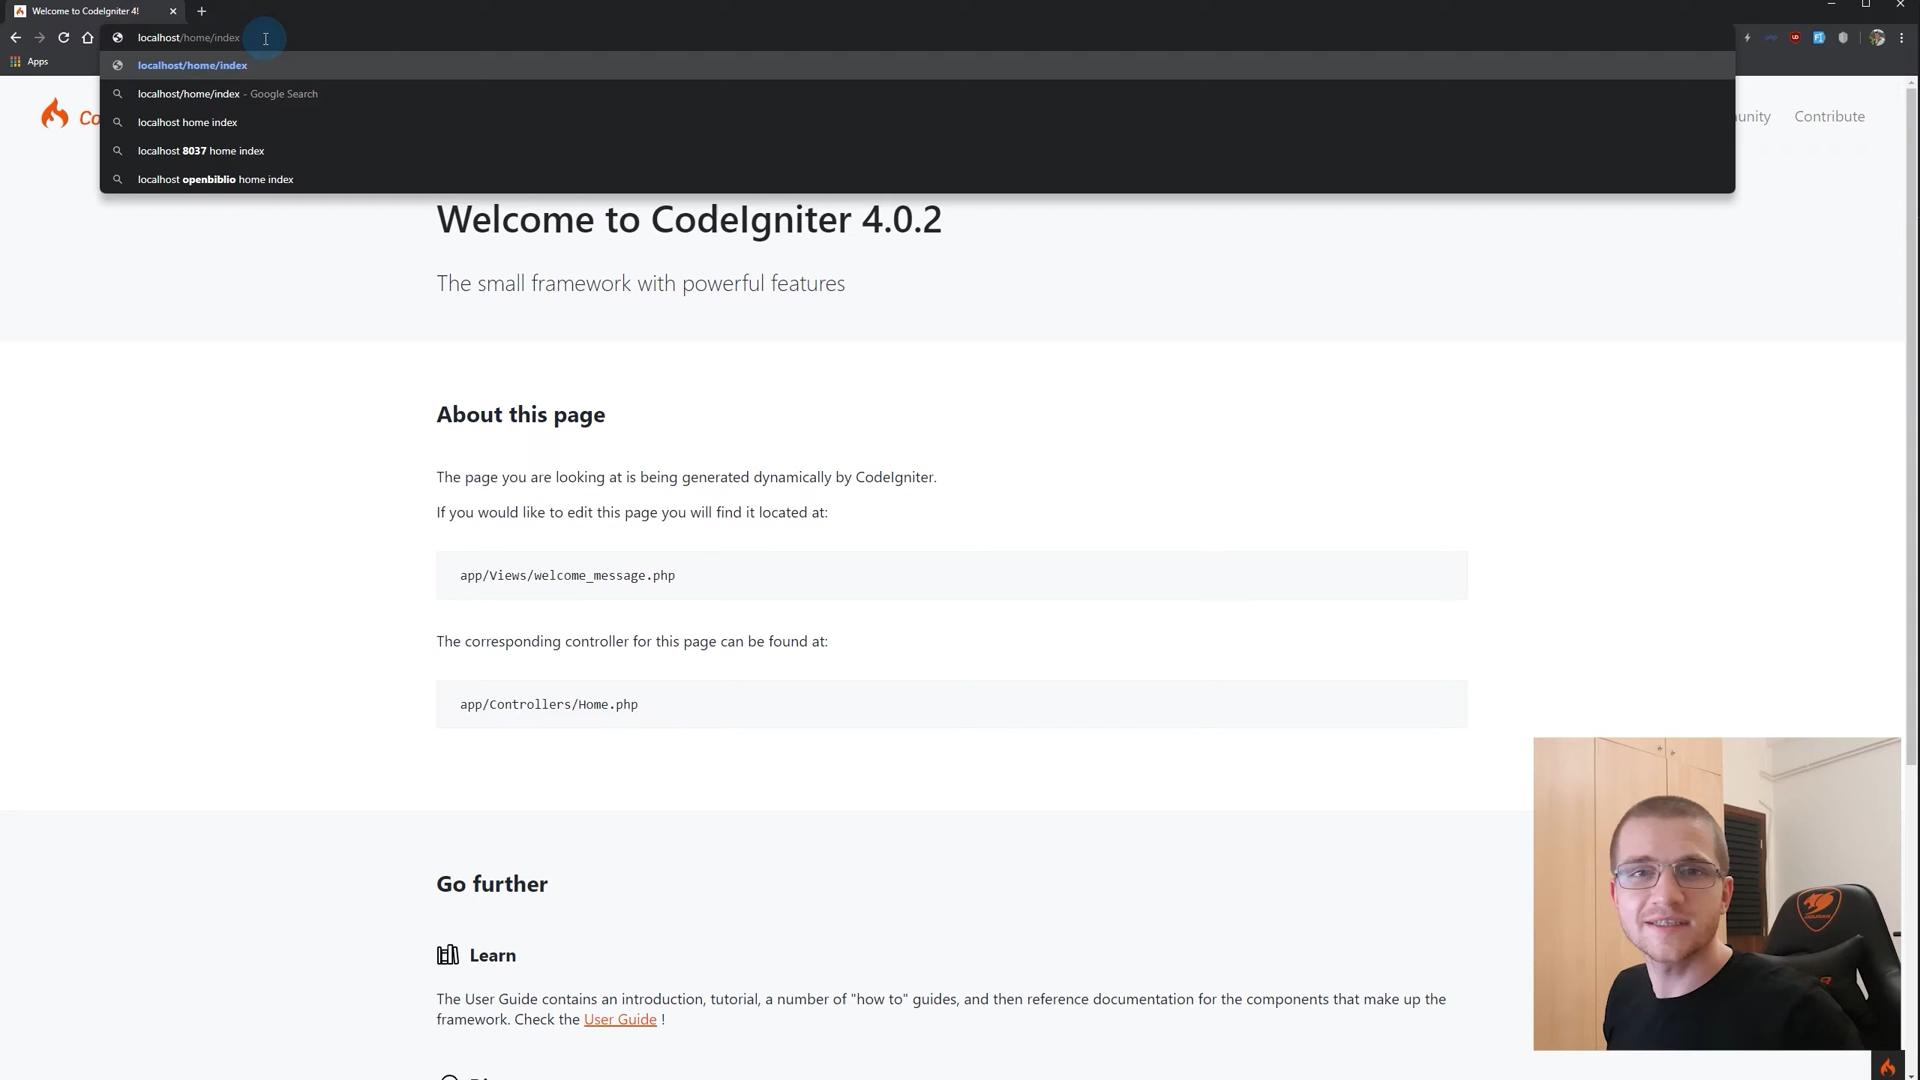 Welcome to CodeIgniter 4!
localhost/home/index
Apps
localhost/home/index
localhost/home/index - Google Search
localhost home index
localhost 8037 home index
localhost openbiblio home index
Co
unity
Contribute
Welcome to CodeIgniter 4.0.2
The small framework with powerful features
About this page
The page you are looking at is being generated dynamically by CodeIgniter.
If you would like to edit this page you will find it located at:
app/Views/welcome_message.php
The corresponding controller for this page can be found at:
app/Controllers/Home.php
Go further
Learn
The User Guide contains an introduction, tutorial, a number of "how to" guides, and then reference documentation for the components that make up the
framework. Check the User Guide !